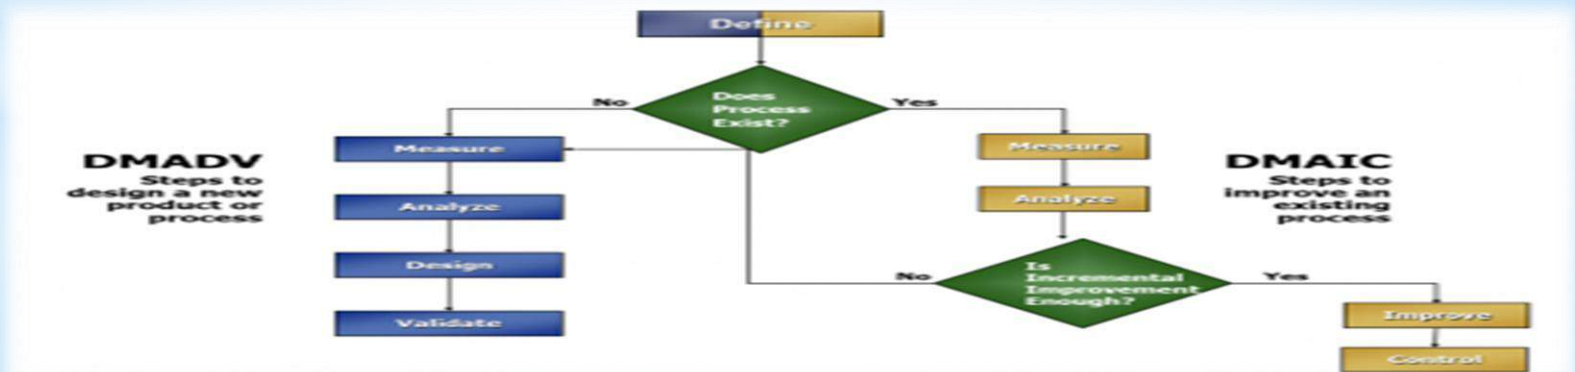 Define
Does
Process
Exist?
No
Yes
DMADV
Steps to
design a new
product or
process
Measure
Analyze
Design
Validate
Measure
Analyze
DMAIC
Steps to
improve an
existing
process
Is
Incremental
Improvement
Enough?
No
Yes
Improve
Control